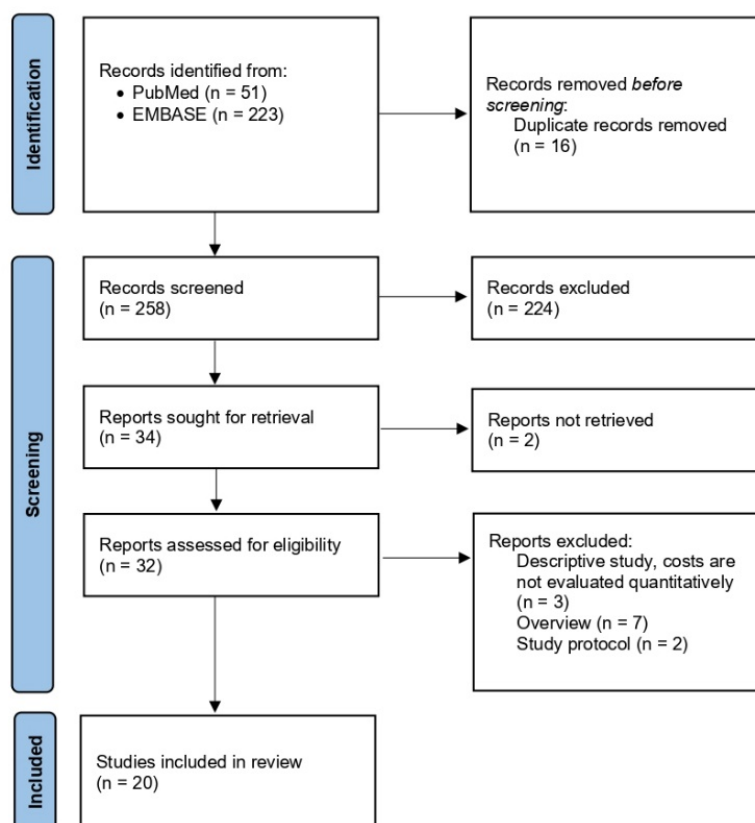 Identification
Records identified from:
• PubMed (n = 51)
• EMBASE (n = 223)
Records removed before
screening:
Duplicate records removed
(n = 16)
Screening
Records screened
(n = 258)
Records excluded
(n = 224)
Reports sought for retrieval
(n = 34)
Reports not retrieved
(n = 2)
Reports assessed for eligibility
(n = 32)
Reports excluded:
Descriptive study, costs are
not evaluated quantitatively
(n = 3)
Overview (n = 7)
Study protocol (n = 2)
Included
Studies included in review
(n = 20)